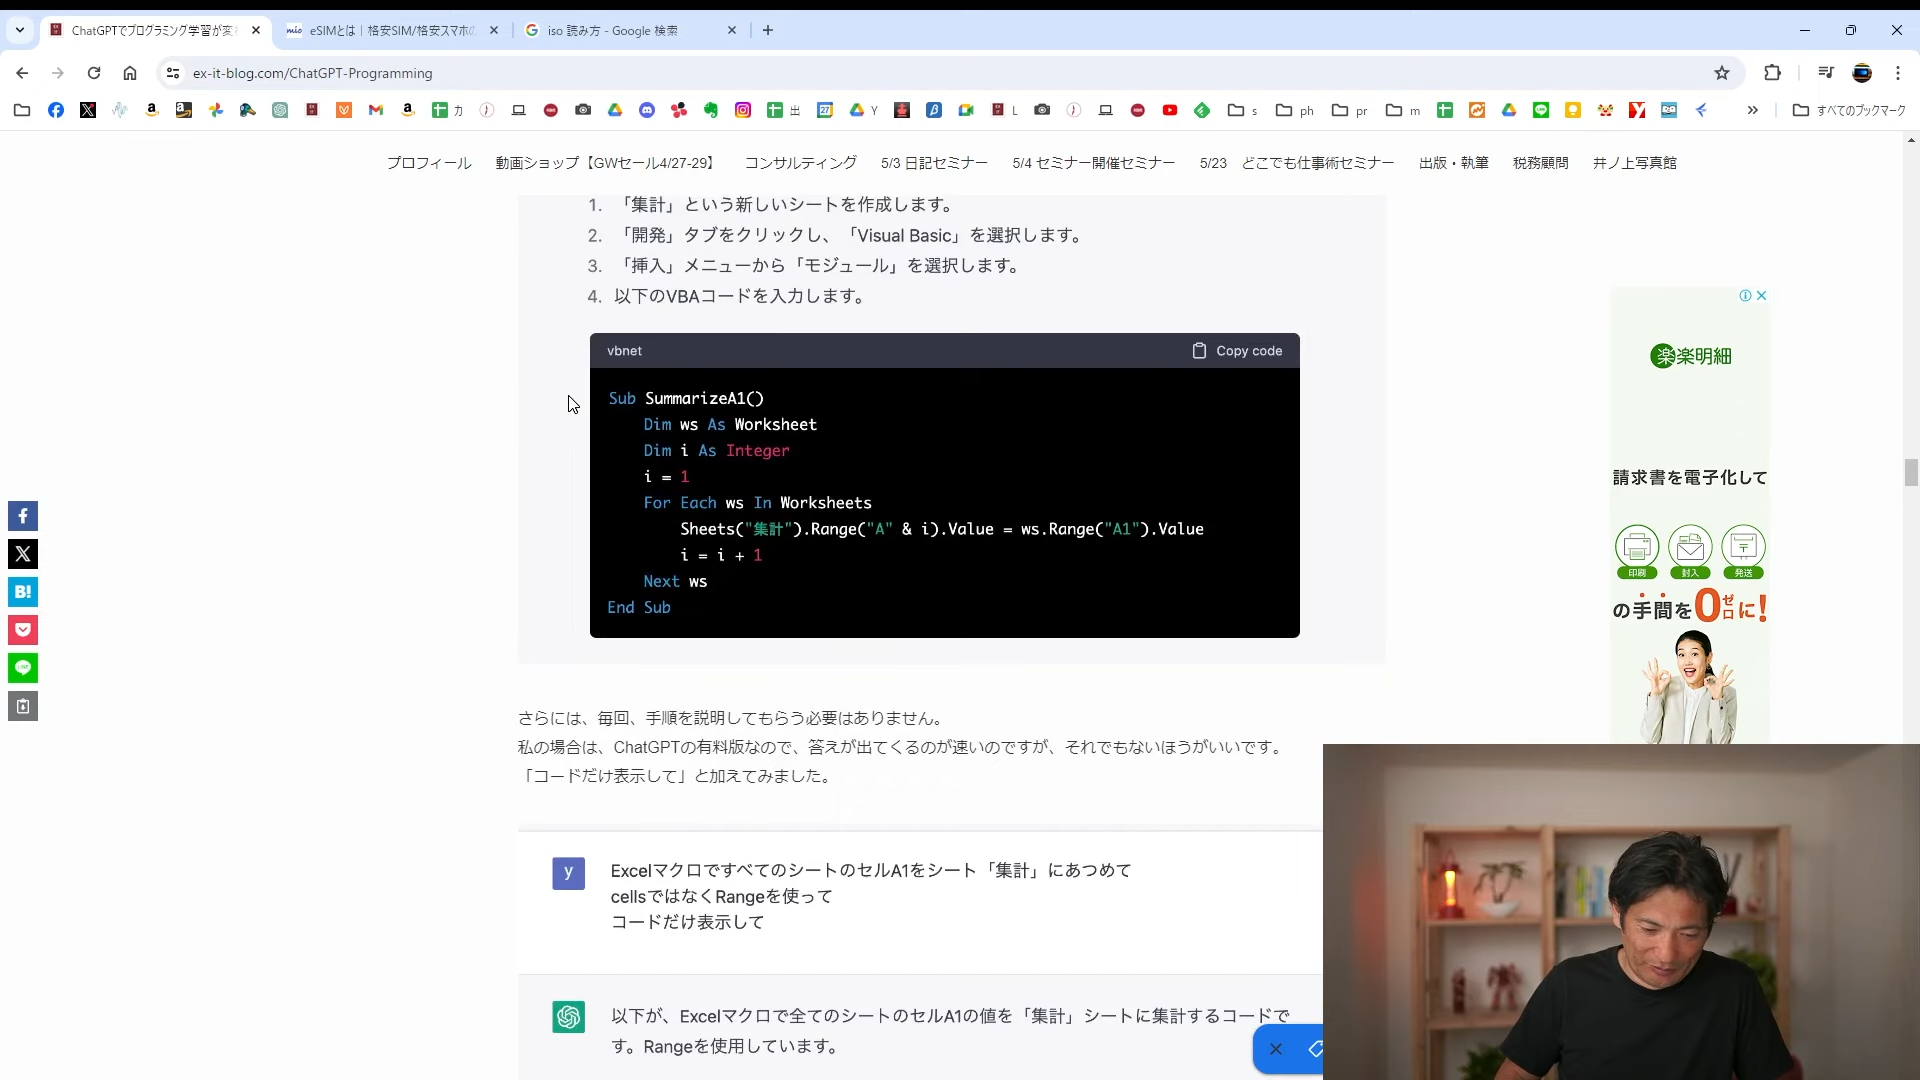 ChatGPTでプログラミング学習が変わ
mio eSIMとは｜格安SIM/格安スマホの
iso 読み方 - Google 検索
ex-it-blog.com/ChatGPT-Programming
カ
出
Y
L
s
ph
pr
m
すべてのブックマーク
プロフィール 動画ショップ【GWセール4/27-29】 コンサルティング 5/3 日記セミナー 5/4 セミナー開催セミナー 5/23 どこでも仕事術セミナー 出版・執筆 税務顧問 井ノ上写真館
1. 「集計」という新しいシートを作成します。
2. 「開発」タブをクリックし、「Visual Basic」を選択します。
3. 「挿入」メニューから「モジュール」を選択します。
4. 以下のVBAコードを入力します。
vbnet Copy code
Sub SummarizeA1()
Dim ws As Worksheet
Dim i As Integer
i = 1
For Each ws In Worksheets
Sheets("集計").Range("A" & i).Value = ws.Range("A1").Value
i = i + 1
Next ws
End Sub
さらには、毎回、手順を説明してもらう必要はありません。
私の場合は、ChatGPTの有料版なので、答えが出てくるのが速いのですが、それでもないほうがいいです。
「コードだけ表示して」と加えてみました。
y
ExcelマクロですべてのシートのセルA1をシート「集計」にあつめて
cellsではなくRangeを使って
コードだけ表示して
以下が、Excelマクロで全てのシートのセルA1の値を「集計」シートに集計するコードで
す。Rangeを使用しています。
B!
LINE
楽楽明細
請求書を電子化して
印刷 封入 発送
の手間を0ゼロに!